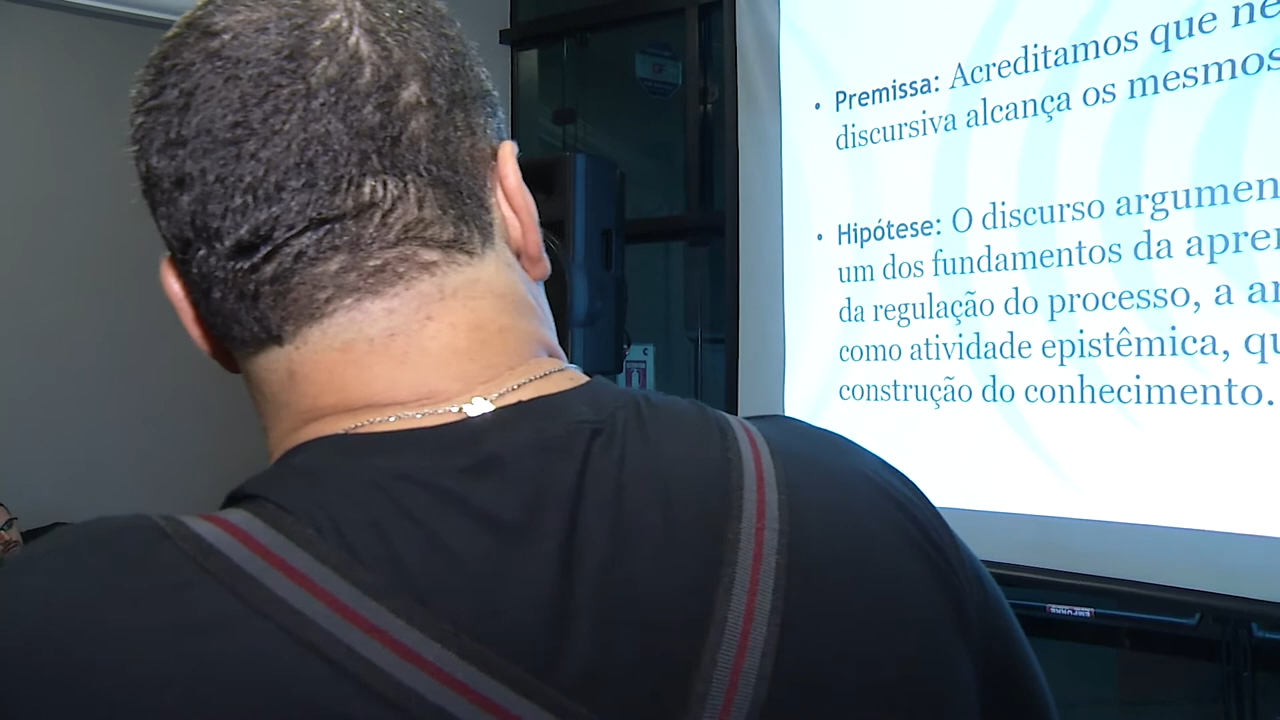 • Premissa: Acreditamos que ne
discursiva alcança os mesmos
• Hipótese: O discurso argumen
um dos fundamentos da apre
da regulação do processo, a a
como atividade epistêmica, qu
construção do conhecimento.
EMPURRE